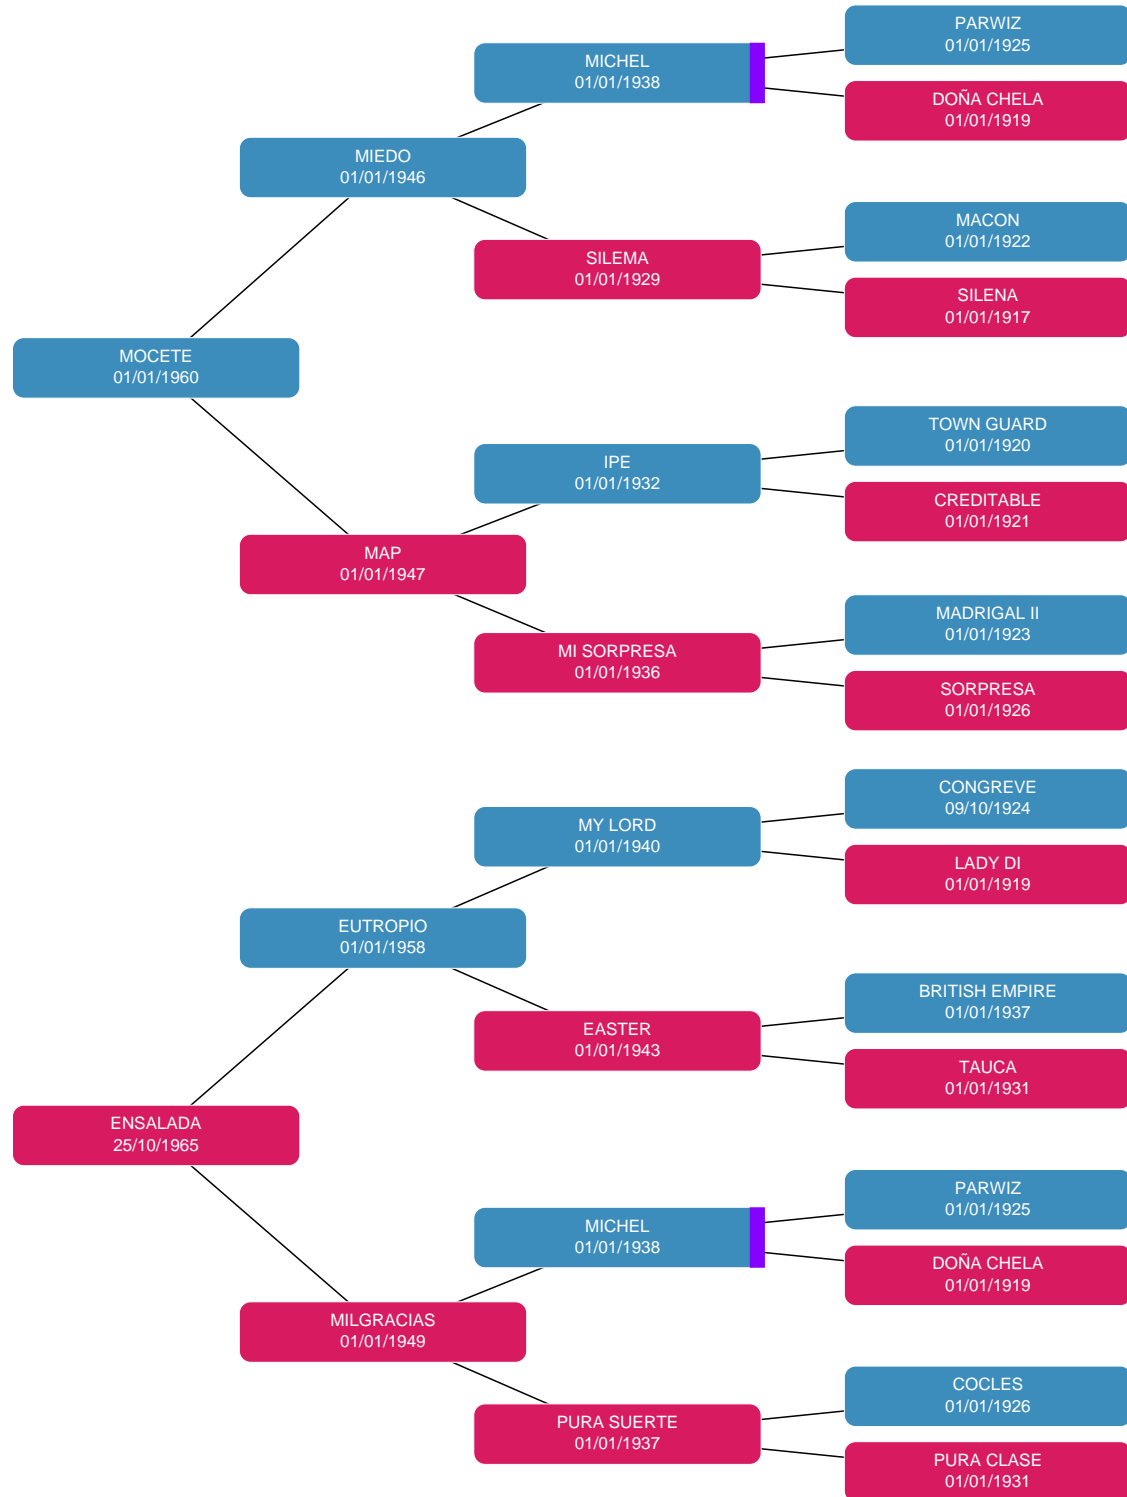 PARWIZ
01/01/1925
MICHEL
01/01/1938
DOÑA CHELA
01/01/1919
MIEDO
01/01/1946
MACON
01/01/1922
SILEMA
01/01/1929
SILENA
01/01/1917
MOCETE
01/01/1960
TOWN GUARD
01/01/1920
IPE
01/01/1932
CREDITABLE
01/01/1921
MAP
01/01/1947
MADRIGAL II
01/01/1923
MI SORPRESA
01/01/1936
SORPRESA
01/01/1926
CONGREVE
09/10/1924
MY LORD
01/01/1940
LADY DI
01/01/1919
EUTROPIO
01/01/1958
BRITISH EMPIRE
01/01/1937
EASTER
01/01/1943
TAUCA
01/01/1931
ENSALADA
25/10/1965
PARWIZ
01/01/1925
MICHEL
01/01/1938
DOÑA CHELA
01/01/1919
MILGRACIAS
01/01/1949
COCLES
01/01/1926
PURA SUERTE
01/01/1937
PURA CLASE
01/01/1931